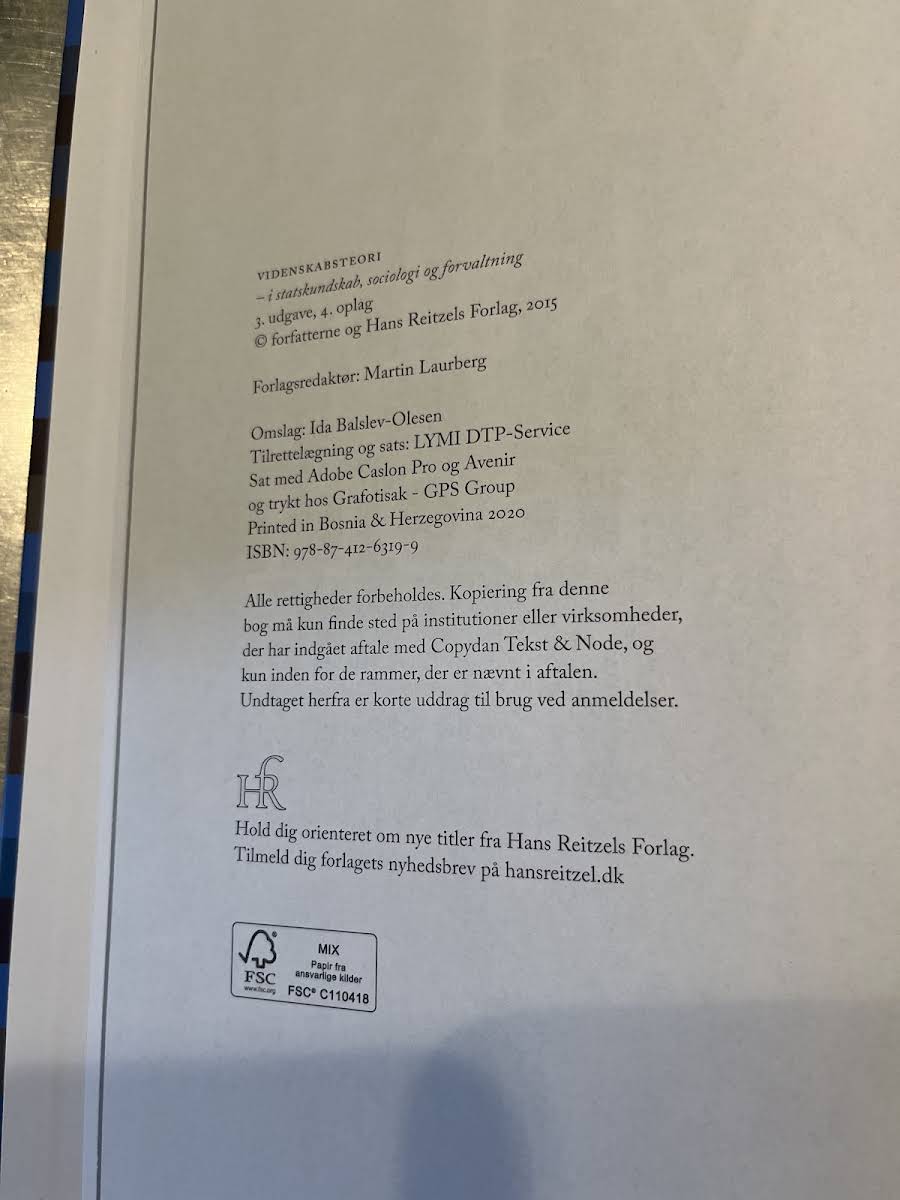 VIDENSKABSTEORI
– i statskundskab, sociologi og forvaltning
3. udgave, 4. oplag
© forfatterne og Hans Reitzels Forlag, 2015
Forlagsredaktør: Martin Laurberg
Omslag: Ida Balslev-Olesen
Tilrettelægning og sats: LYMI DTP-Service
Sat med Adobe Caslon Pro og Avenir
og trykt hos Grafotisak - GPS Group
Printed in Bosnia & Herzegovina 2020
ISBN: 978-87-412-6319-9
Alle rettigheder forbeholdes. Kopiering fra denne
bog må kun finde sted på institutioner eller virksomheder,
der har indgået aftale med Copydan Tekst & Node, og
kun inden for de rammer, der er nævnt i aftalen.
Undtaget herfra er korte uddrag til brug ved anmeldelser.
HR
Hold dig orienteret om nye titler fra Hans Reitzels Forlag.
Tilmeld dig forlagets nyhedsbrev på hansreitzel.dk
FSC
www.fsc.org
MIX
Papir fra
ansvarlige kilder
FSC® C110418